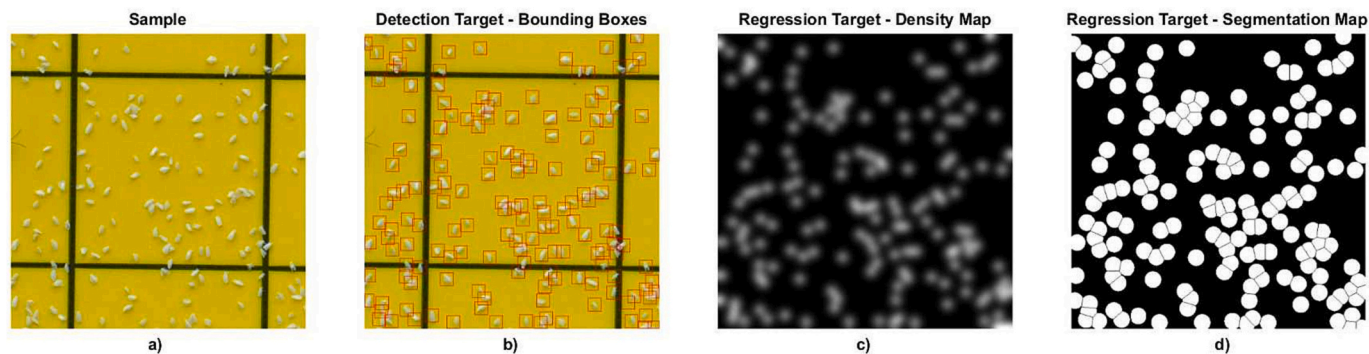 Sample
Detection Target - Bounding Boxes
Regression Target - Density Map
Regression Target - Segmentation Map
a)
b)
c)
d)